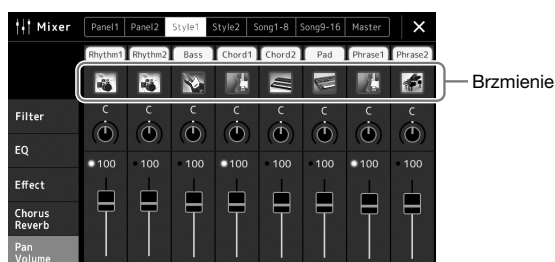 Mixer
Panel1 Panel2 Style1 Style2 Song1-8 Song9-16 Master
Rhythm1 Rhythm2 Bass Chord1 Chord2 Pad Phrase1 Phrase2
Brzmienie
Filter
C C C C C C C C
EQ
100 100 100 100 100 100 100 100
Effect
Chorus
Reverb
Pan
Volume